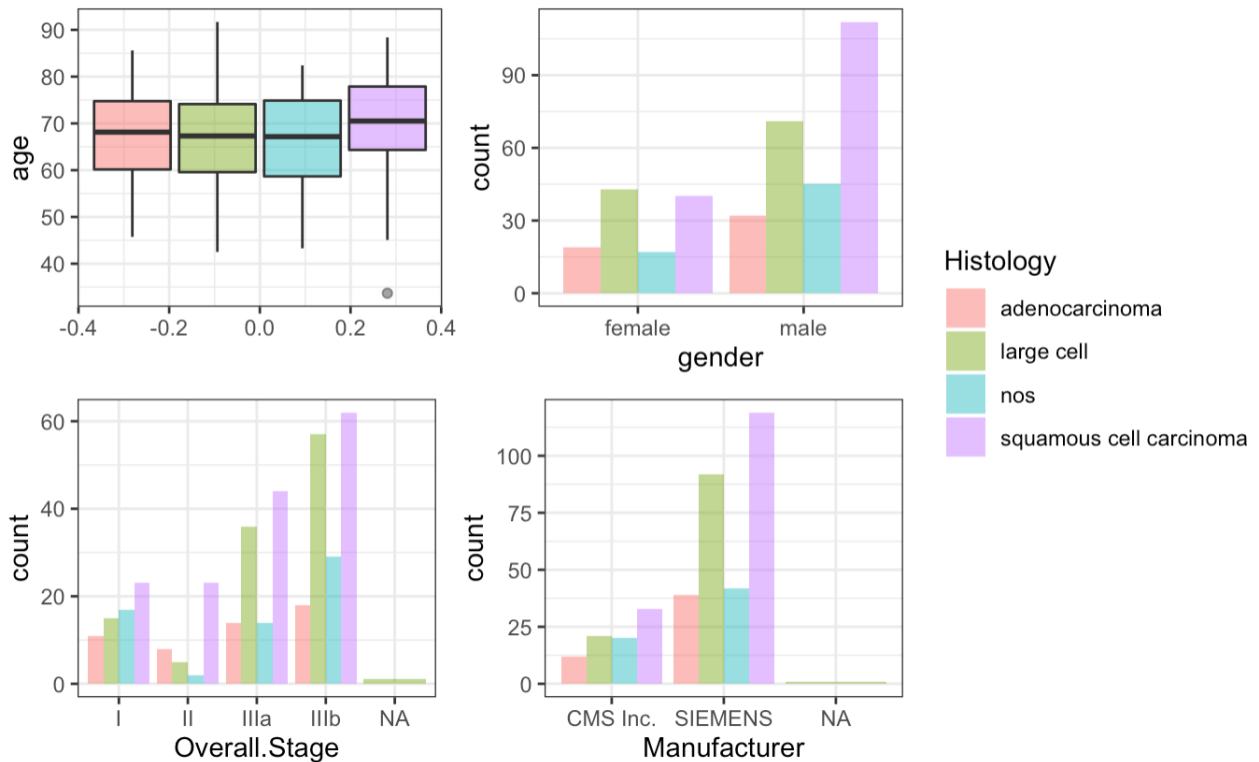 age
90
80
70
60
50
40
-0.4
-0.2
0.0
0.2
0.4
count
90
60
30
0
female
male
gender
count
60
40
20
0
I
II
IIIa
IIIb
NA
Overall.Stage
count
100
75
50
25
0
CMS Inc.
SIEMENS
NA
Manufacturer
Histology
adenocarcinoma
large cell
nos
squamous cell carcinoma